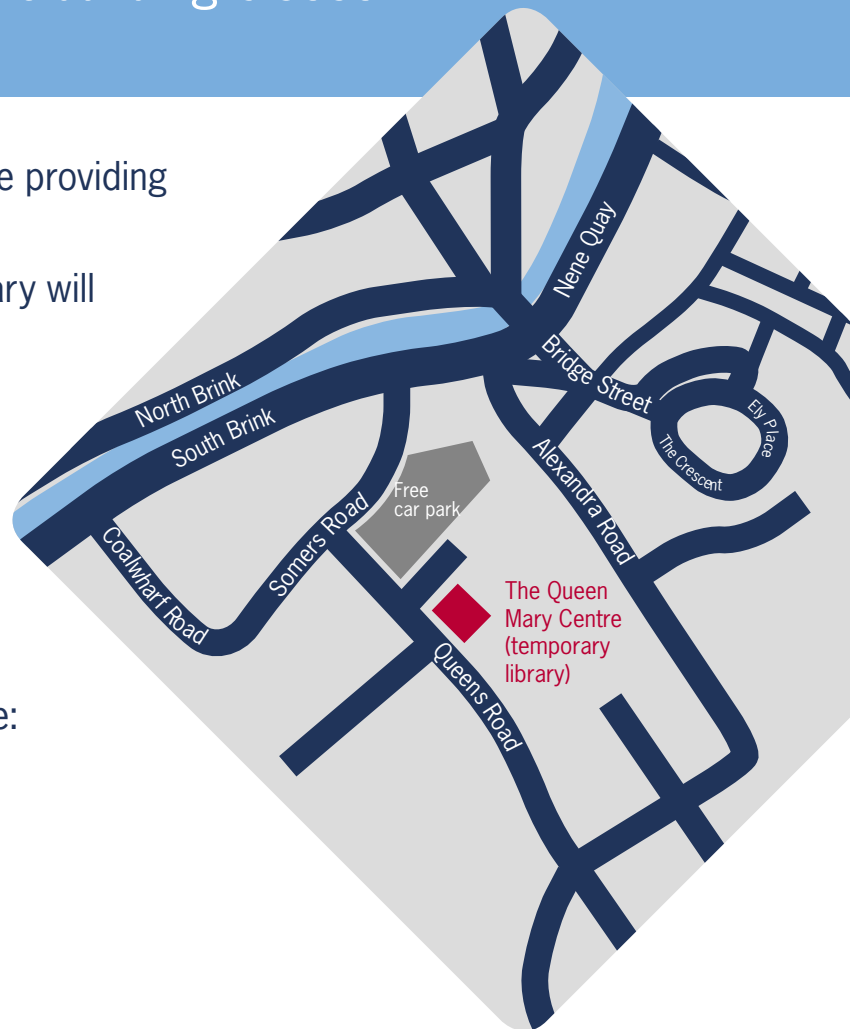 e providing
ary will
Nene Quay
Bridge Street
North Brink
South Brink
Ely Place
The Crescent
Alexandra Road
Free
car park
Somers Road
Coalwharf Road
The Queen
Mary Centre
(temporary
library)
Queens Road
e: